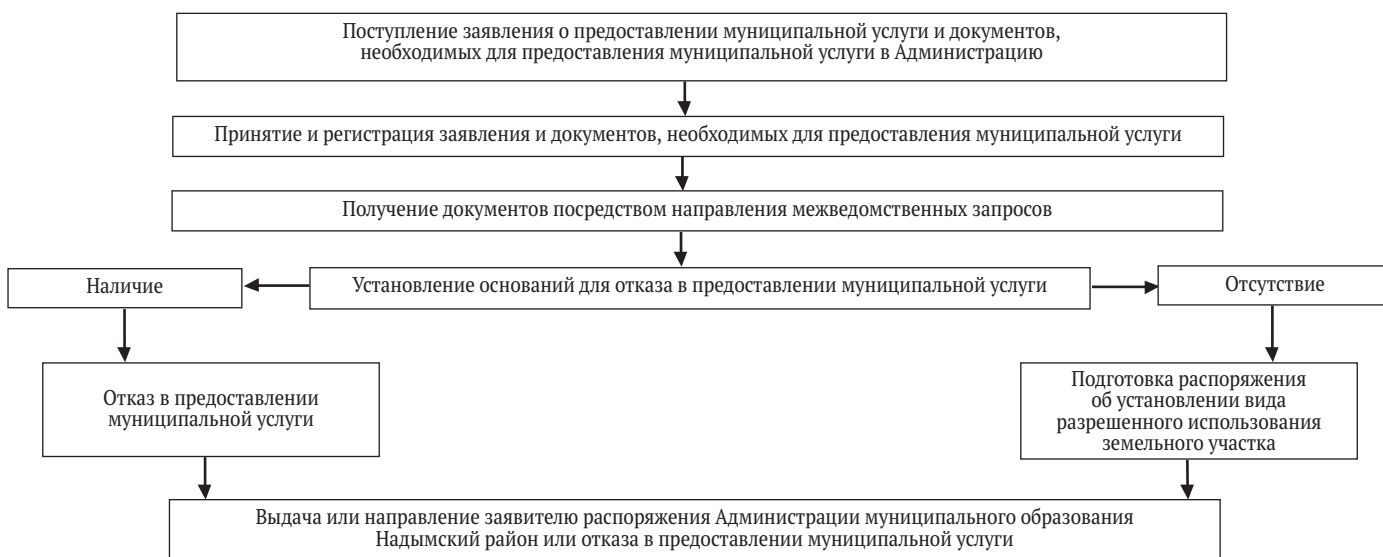 Поступление заявления о предоставлении муниципальной услуги и документов,
необходимых для предоставления муниципальной услуги в Администрацию
Принятие и регистрация заявления и документов, необходимых для предоставления муниципальной услуги
Получение документов посредством направления межведомственных запросов
Наличие
Установление оснований для отказа в предоставлении муниципальной услуги
Отсутствие
Отказ в предоставлении
муниципальной услуги
Подготовка распоряжения
об установлении вида
разрешенного использования
земельного участка
Выдача или направление заявителю распоряжения Администрации муниципального образования
Надымский район или отказа в предоставлении муниципальной услуги